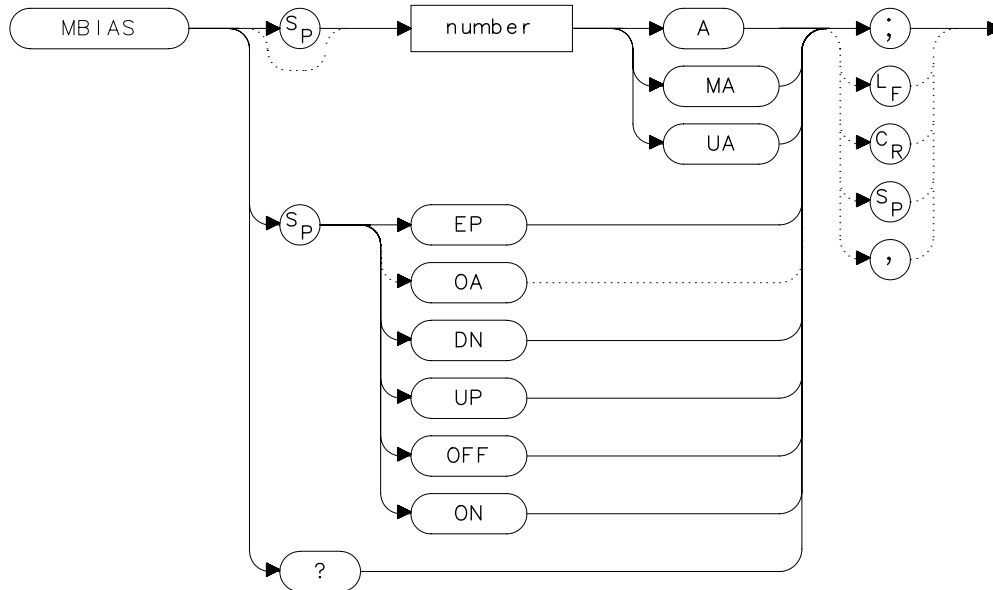 MBIAS SP number A ;
MA LF
UA CR
SP EP SP
OA ,
DN
UP
OFF
ON
?